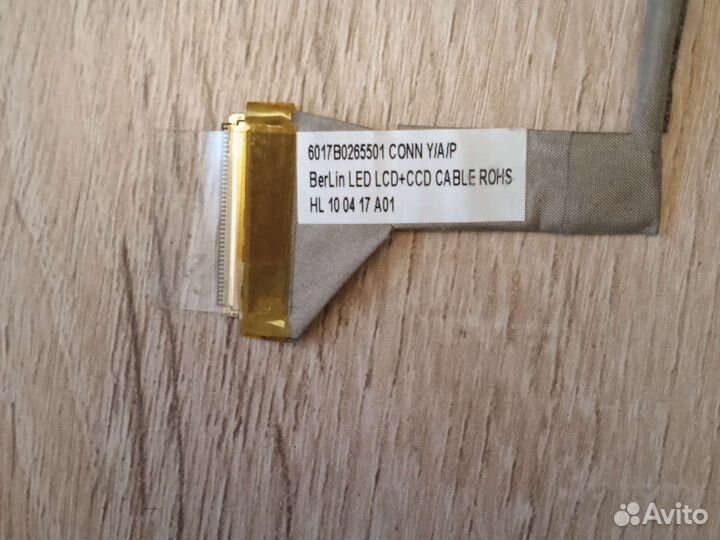 6017B0265501 CONN Y/A/P
BerLin LED LCD+CCD CABLE ROHS
HL 10 04 17 A01
Avito